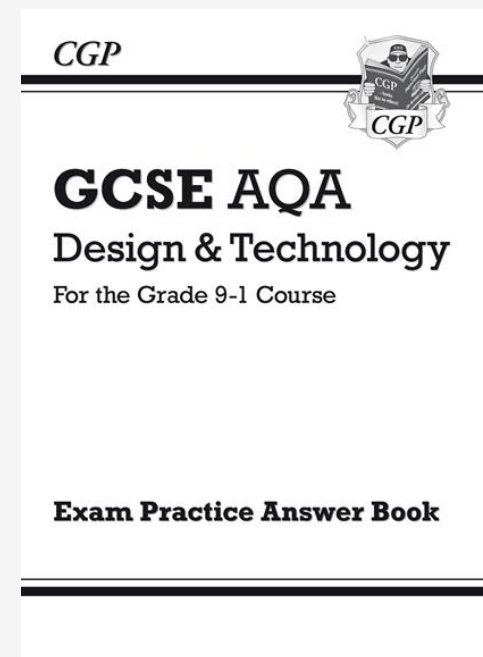 CGP
CGP
CGP
GCSE AQA
Design & Technology
For the Grade 9-1 Course
Exam Practice Answer Book